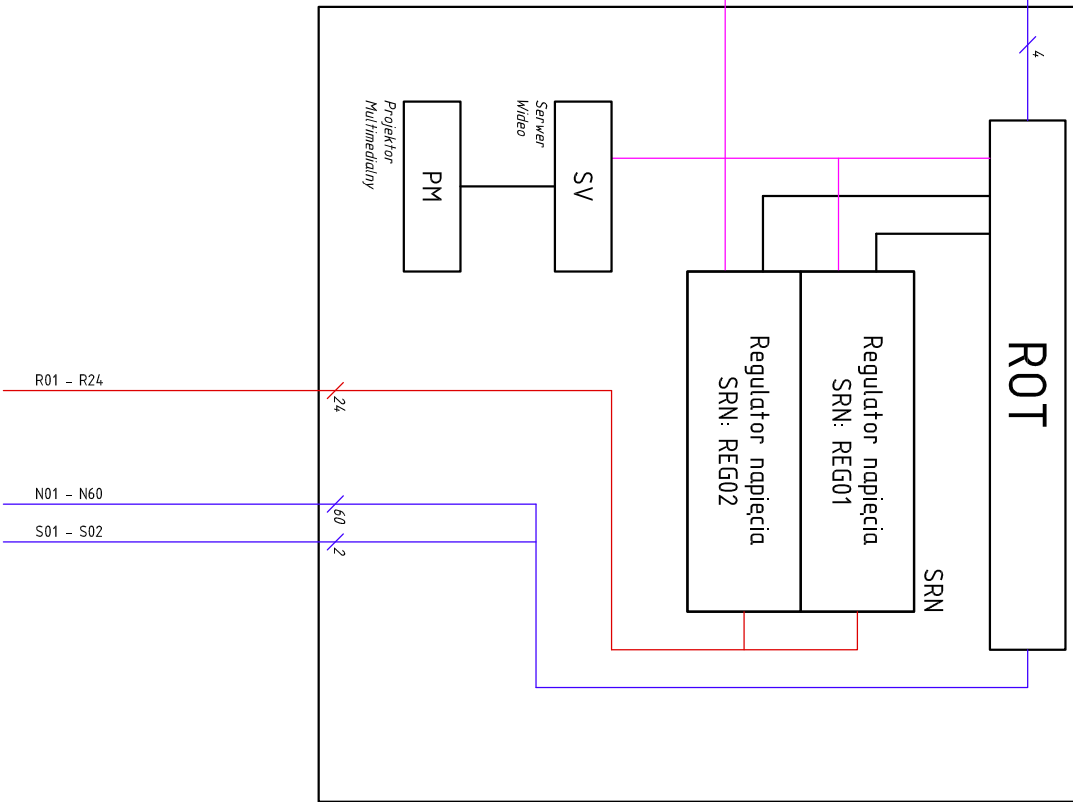 4
ROT
Serwer
Wideo
SV
Projektor
Multimedialny
PM
Regulator napięcia
SRN: REG01
Regulator napięcia
SRN: REG02
SRN
R01 - R24
24
N01 - N60
60
S01 - S02
2